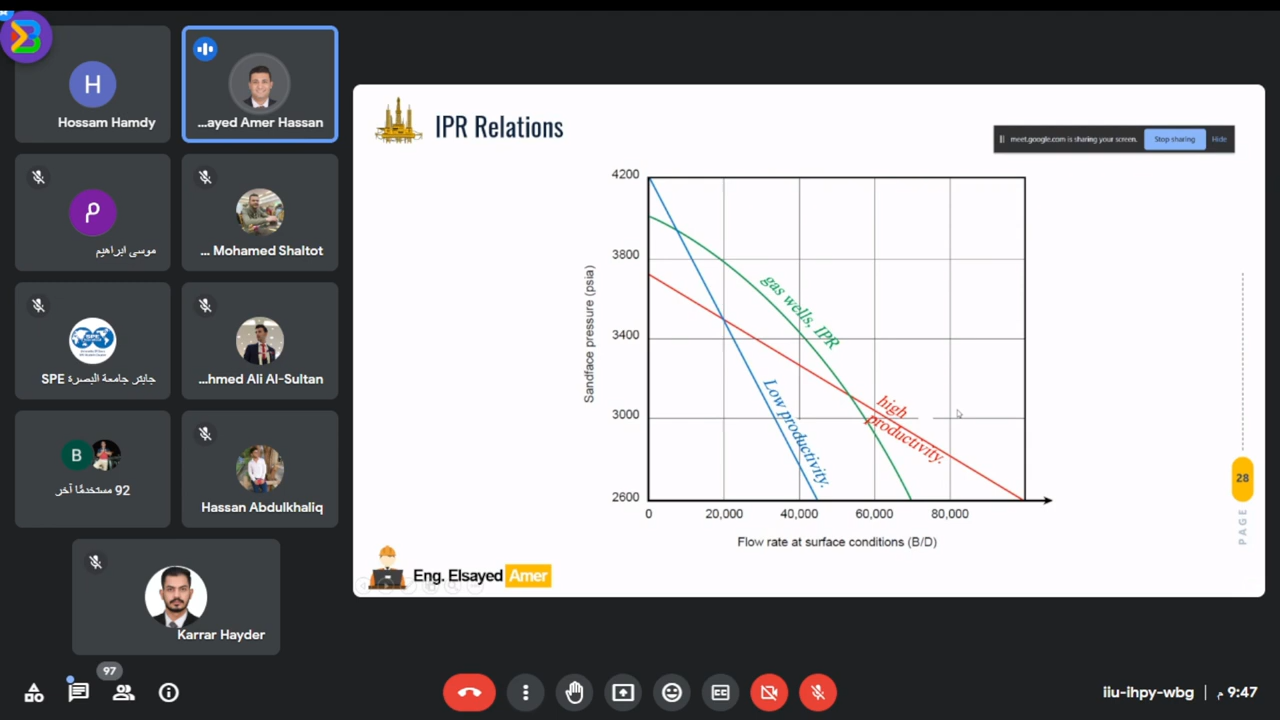 H
Hossam Hamdy
...ayed Amer Hassan
م
موسى ابراهيم
... Mohamed Shaltot
SPE
جابتر جامعة البصرة SPE
...hmed Ali Al-Sultan
B
92 مستخدمًا آخر
Hassan Abdulkhaliq
Karrar Hayder
IPR Relations
meet.google.com is sharing your screen.
Stop sharing
Hide
4200
3800
3400
3000
2600
Sandface pressure (psia)
gas wells, IPR
Low productivity.
high
productivity.
0
20,000
40,000
60,000
80,000
Flow rate at surface conditions (B/D)
28
PAGE
Eng. Elsayed Amer
97
CC
iiu-ihpy-wbg | 9:47 م